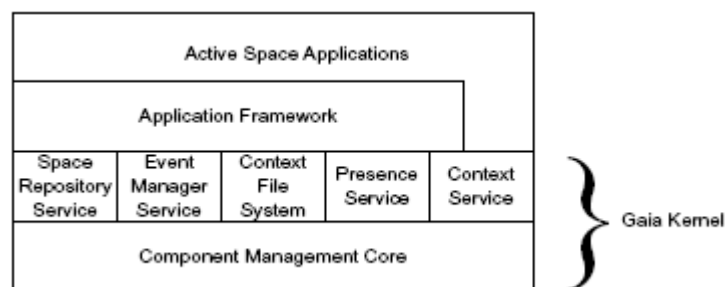 Active Space Applications
Application Framework
Space
Repository
Service
Event
Manager
Service
Context
File
System
Presence
Service
Context
Service
Gaia Kernel
Component Management Core